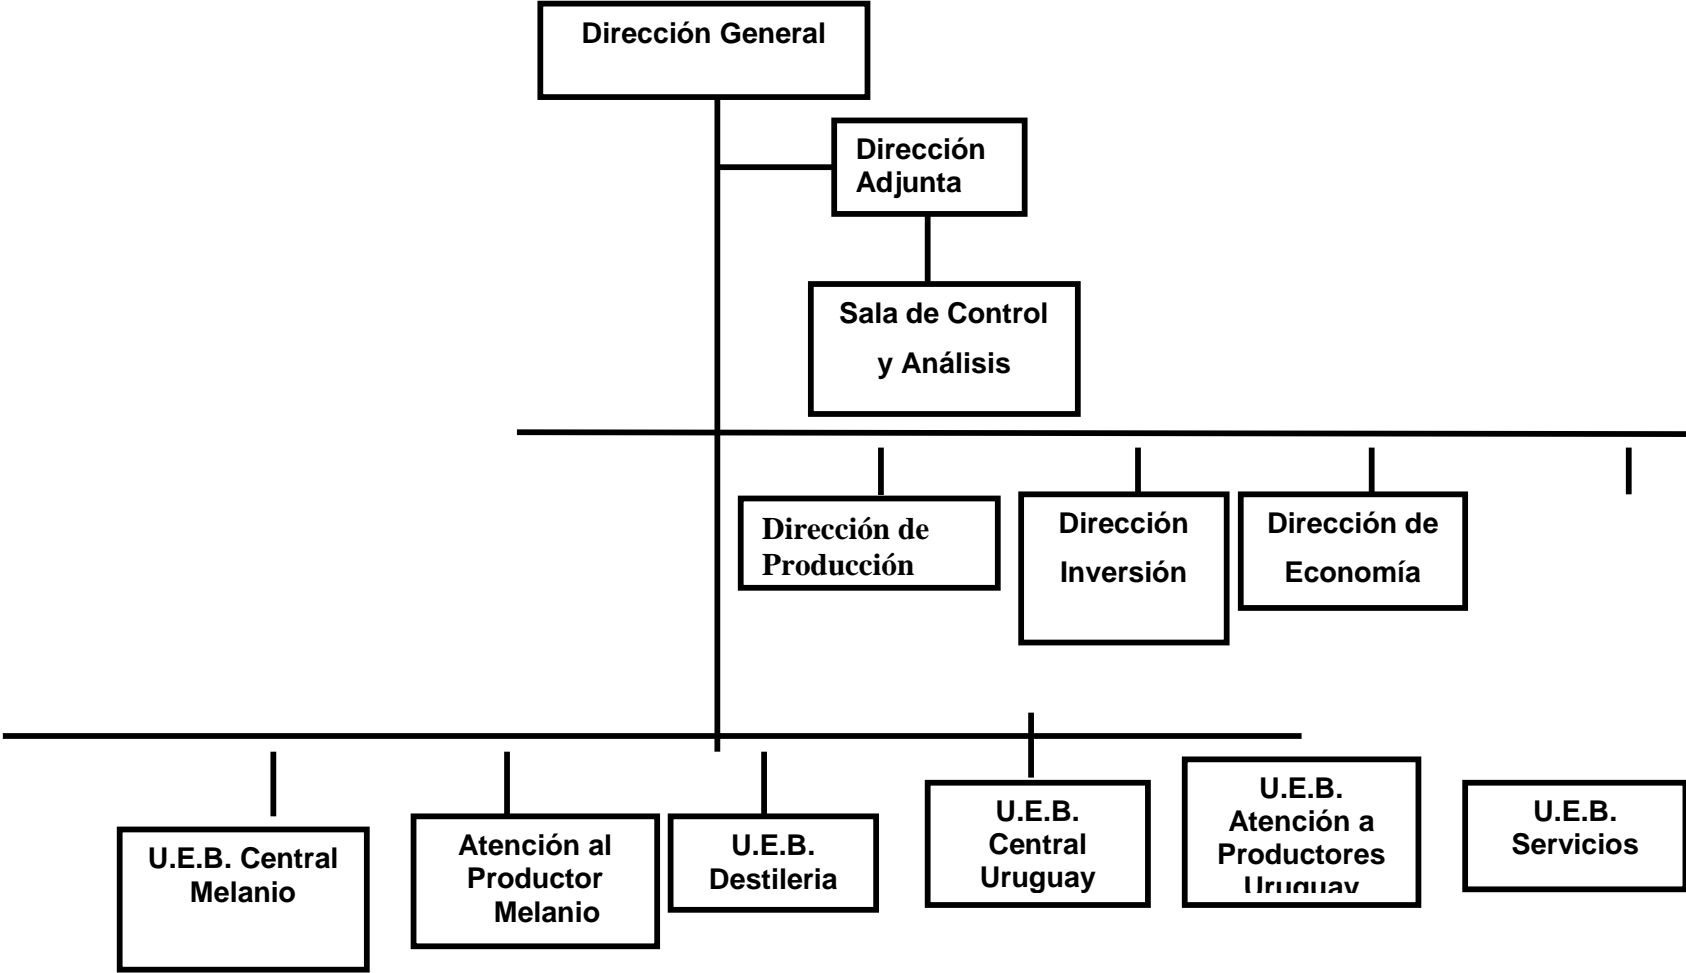 Dirección General
Dirección
Adjunta
Sala de Control
y Análisis
Dirección de
Producción
Dirección
Inversión
Dirección de
Economía
U.E.B. Central
Melanio
Atención al
Productor
Melanio
U.E.B.
Destileria
U.E.B.
Central
Uruguay
U.E.B.
Atención a
Productores
Uruguay
U.E.B.
Servicios